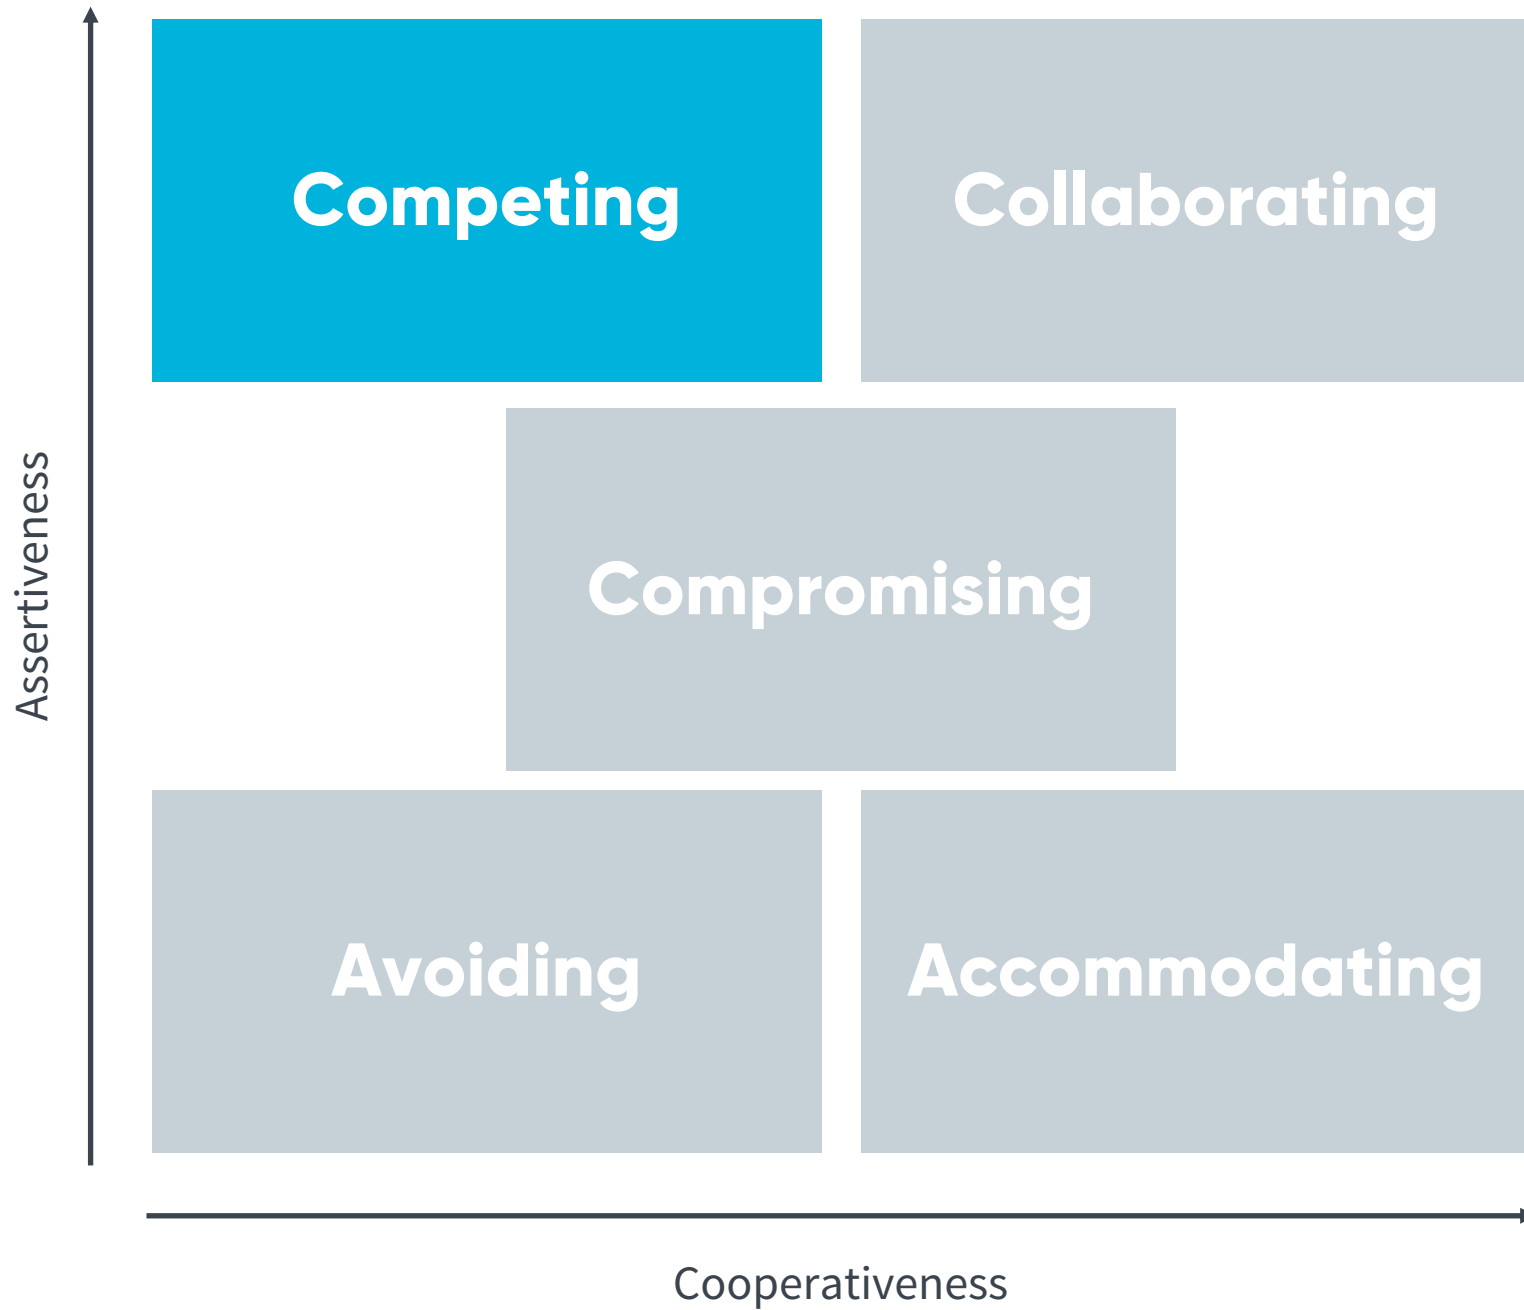 Competing
Collaborating
Assertiveness
Compromising
Avoiding
Accommodating
Cooperativeness